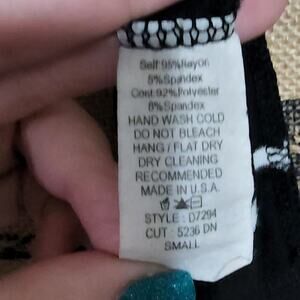 Self 95%Rayon
5%Spandex
Cont.92%Polyester
8%Spandex
HAND WASH COLD
DO NOT BLEACH
HANG / FLAT DRY
DRY CLEANING
RECOMMENDED
MADE IN U.S.A.
STYLE : D7294
CUT : 5236 DN
SMALL